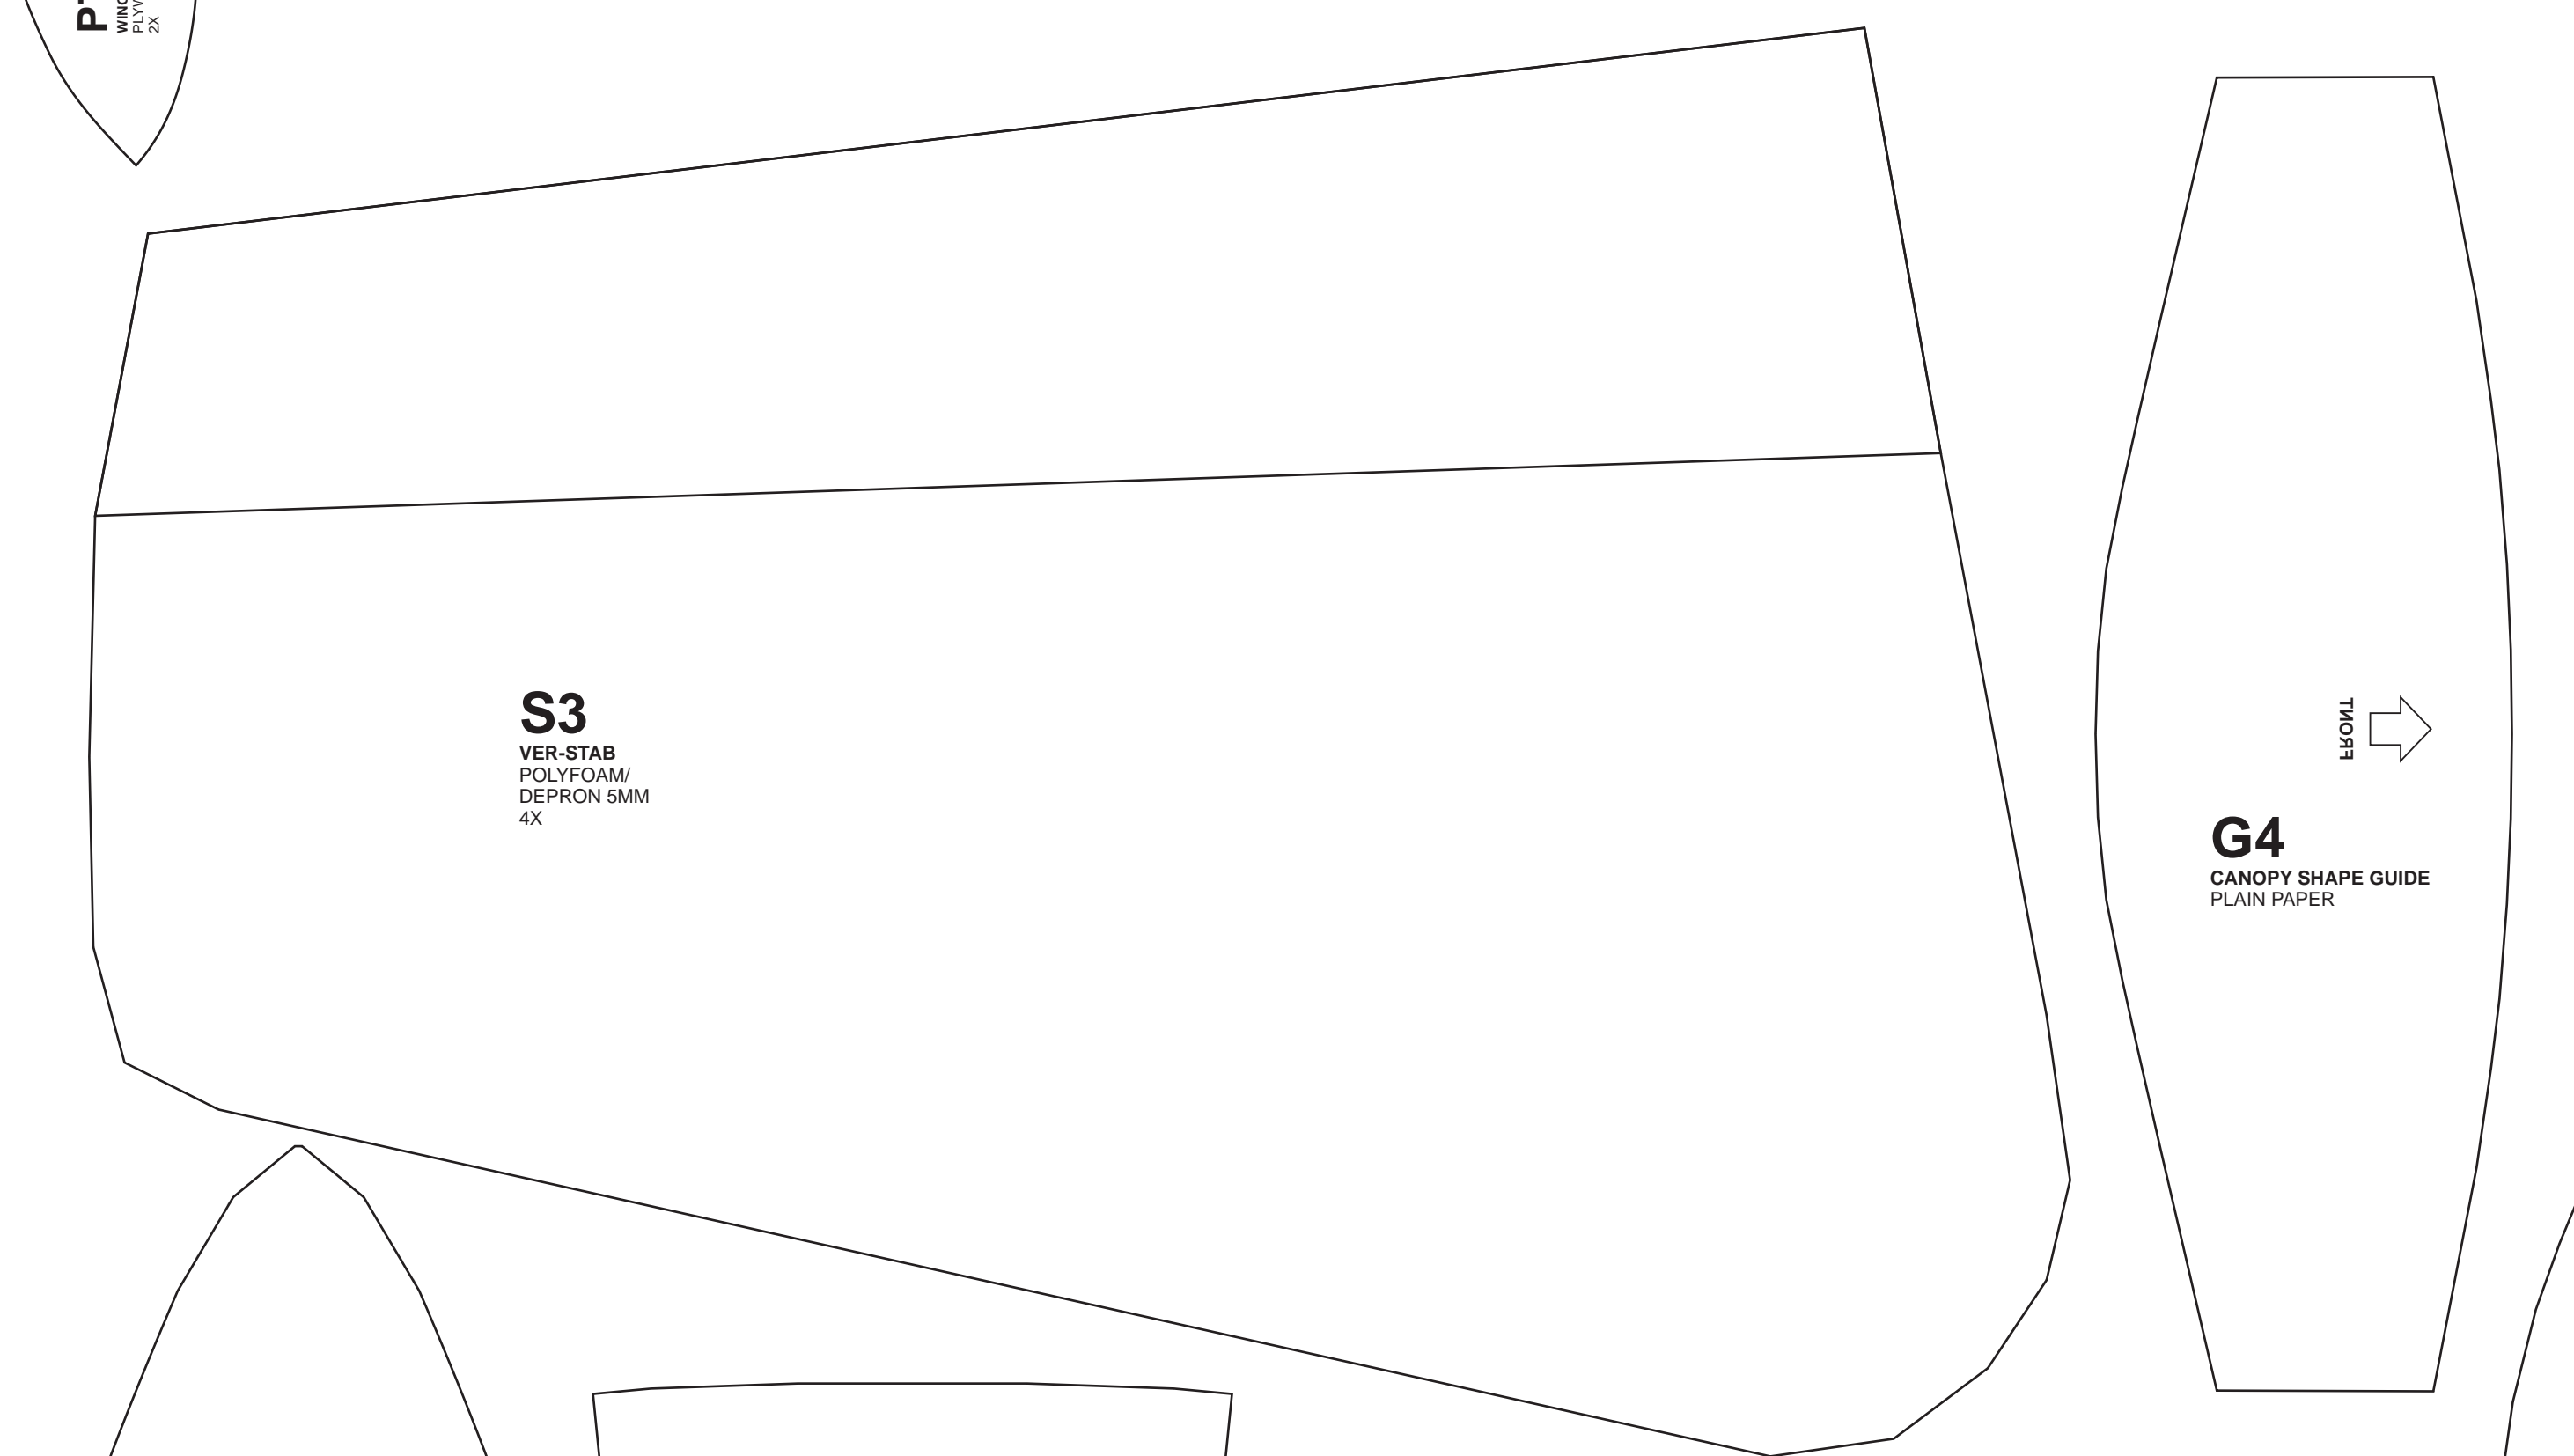 2X
S3
VER-STAB
POLYFOAM/
DEPRON 5MM
4X
FRONT
G4
CANOPY SHAPE GUIDE
PLAIN PAPER